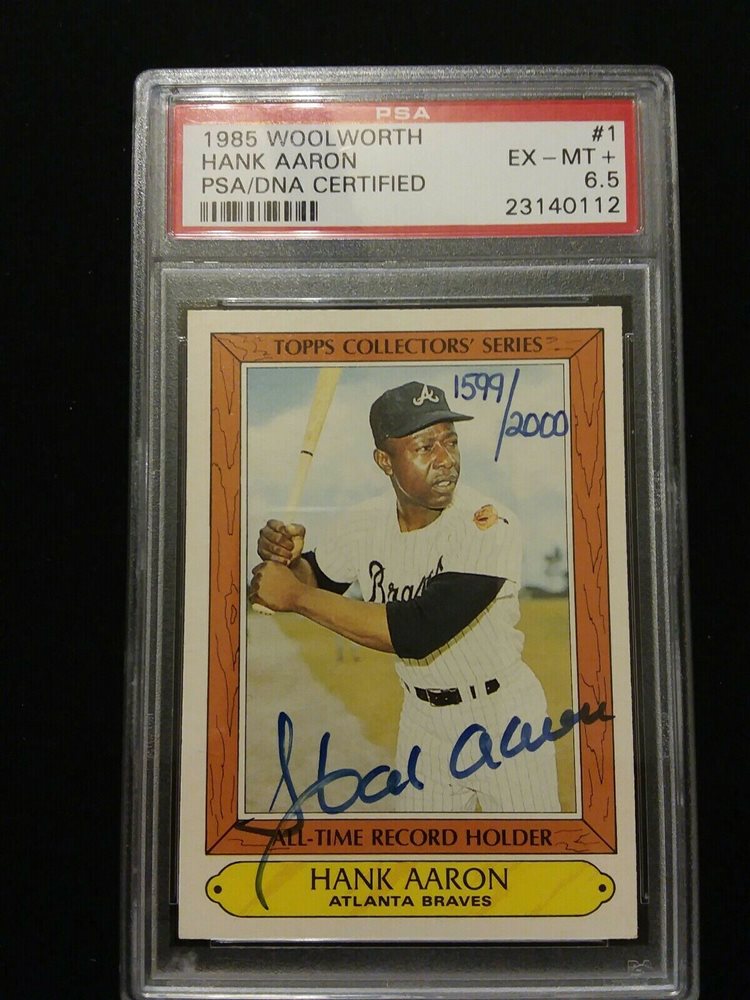 PSA
1985 WOOLWORTH #1
HANK AARON EX - MT +
PSA/DNA CERTIFIED 6.5
23140112
TOPPS COLLECTORS' SERIES
A
1599/2000
Braves
Hank Aaron
ALL-TIME RECORD HOLDER
HANK AARON
ATLANTA BRAVES